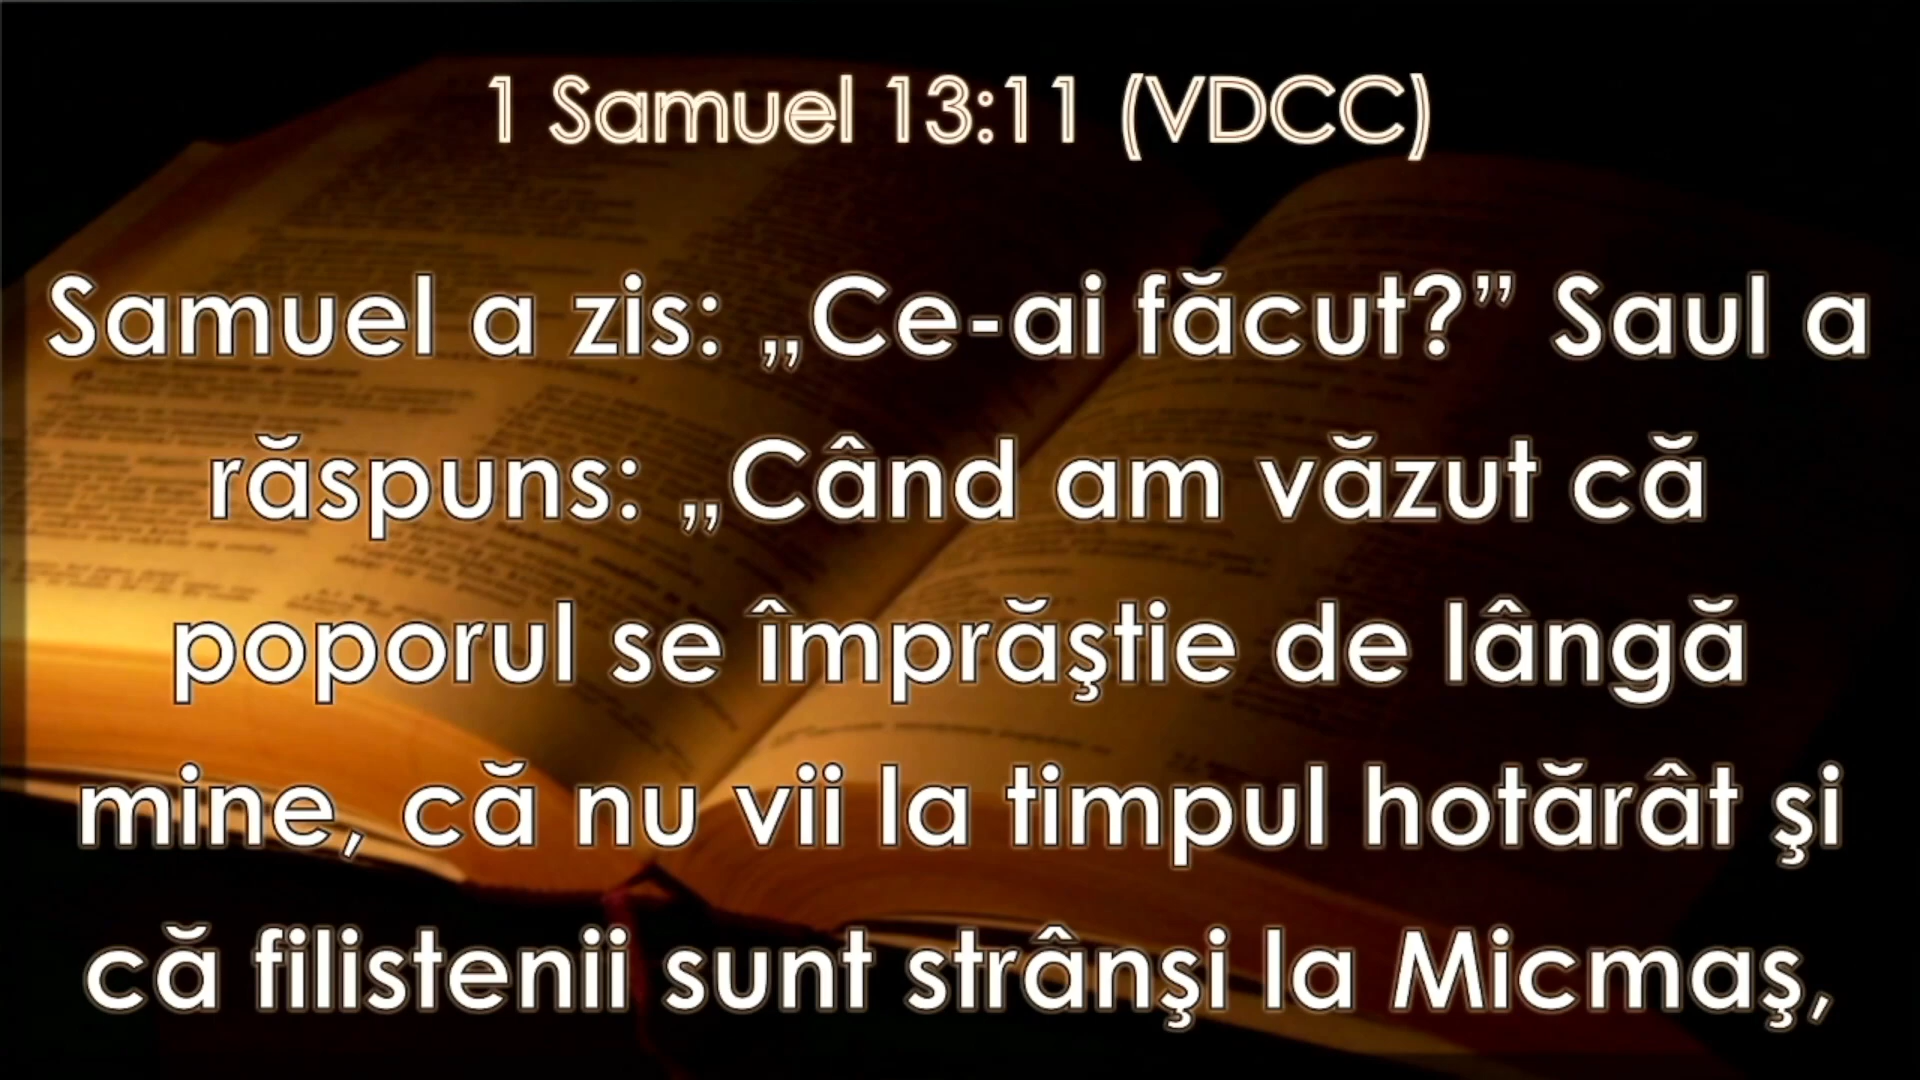 1 Samuel 13:11 (VDCC)
Samuel a zis: „Ce-ai făcut?” Saul a
răspuns: „Când am văzut că
poporul se împrăştie de lângă
mine, că nu vii la timpul hotărât şi
că filistenii sunt strânşi la Micmaş,